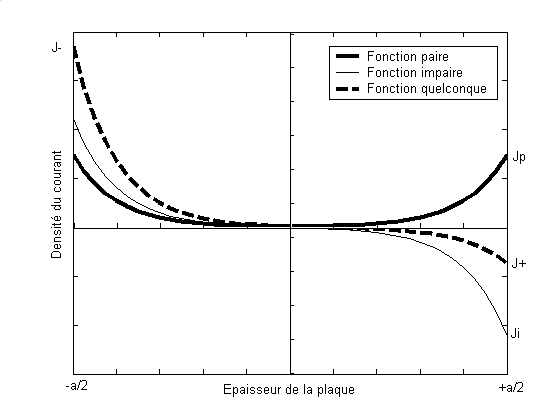 J-
Fonction paire
Fonction impaire
Fonction quelconque
Jp
Densité du courant
J+
Ji
-a/2
Epaisseur de la plaque
+a/2